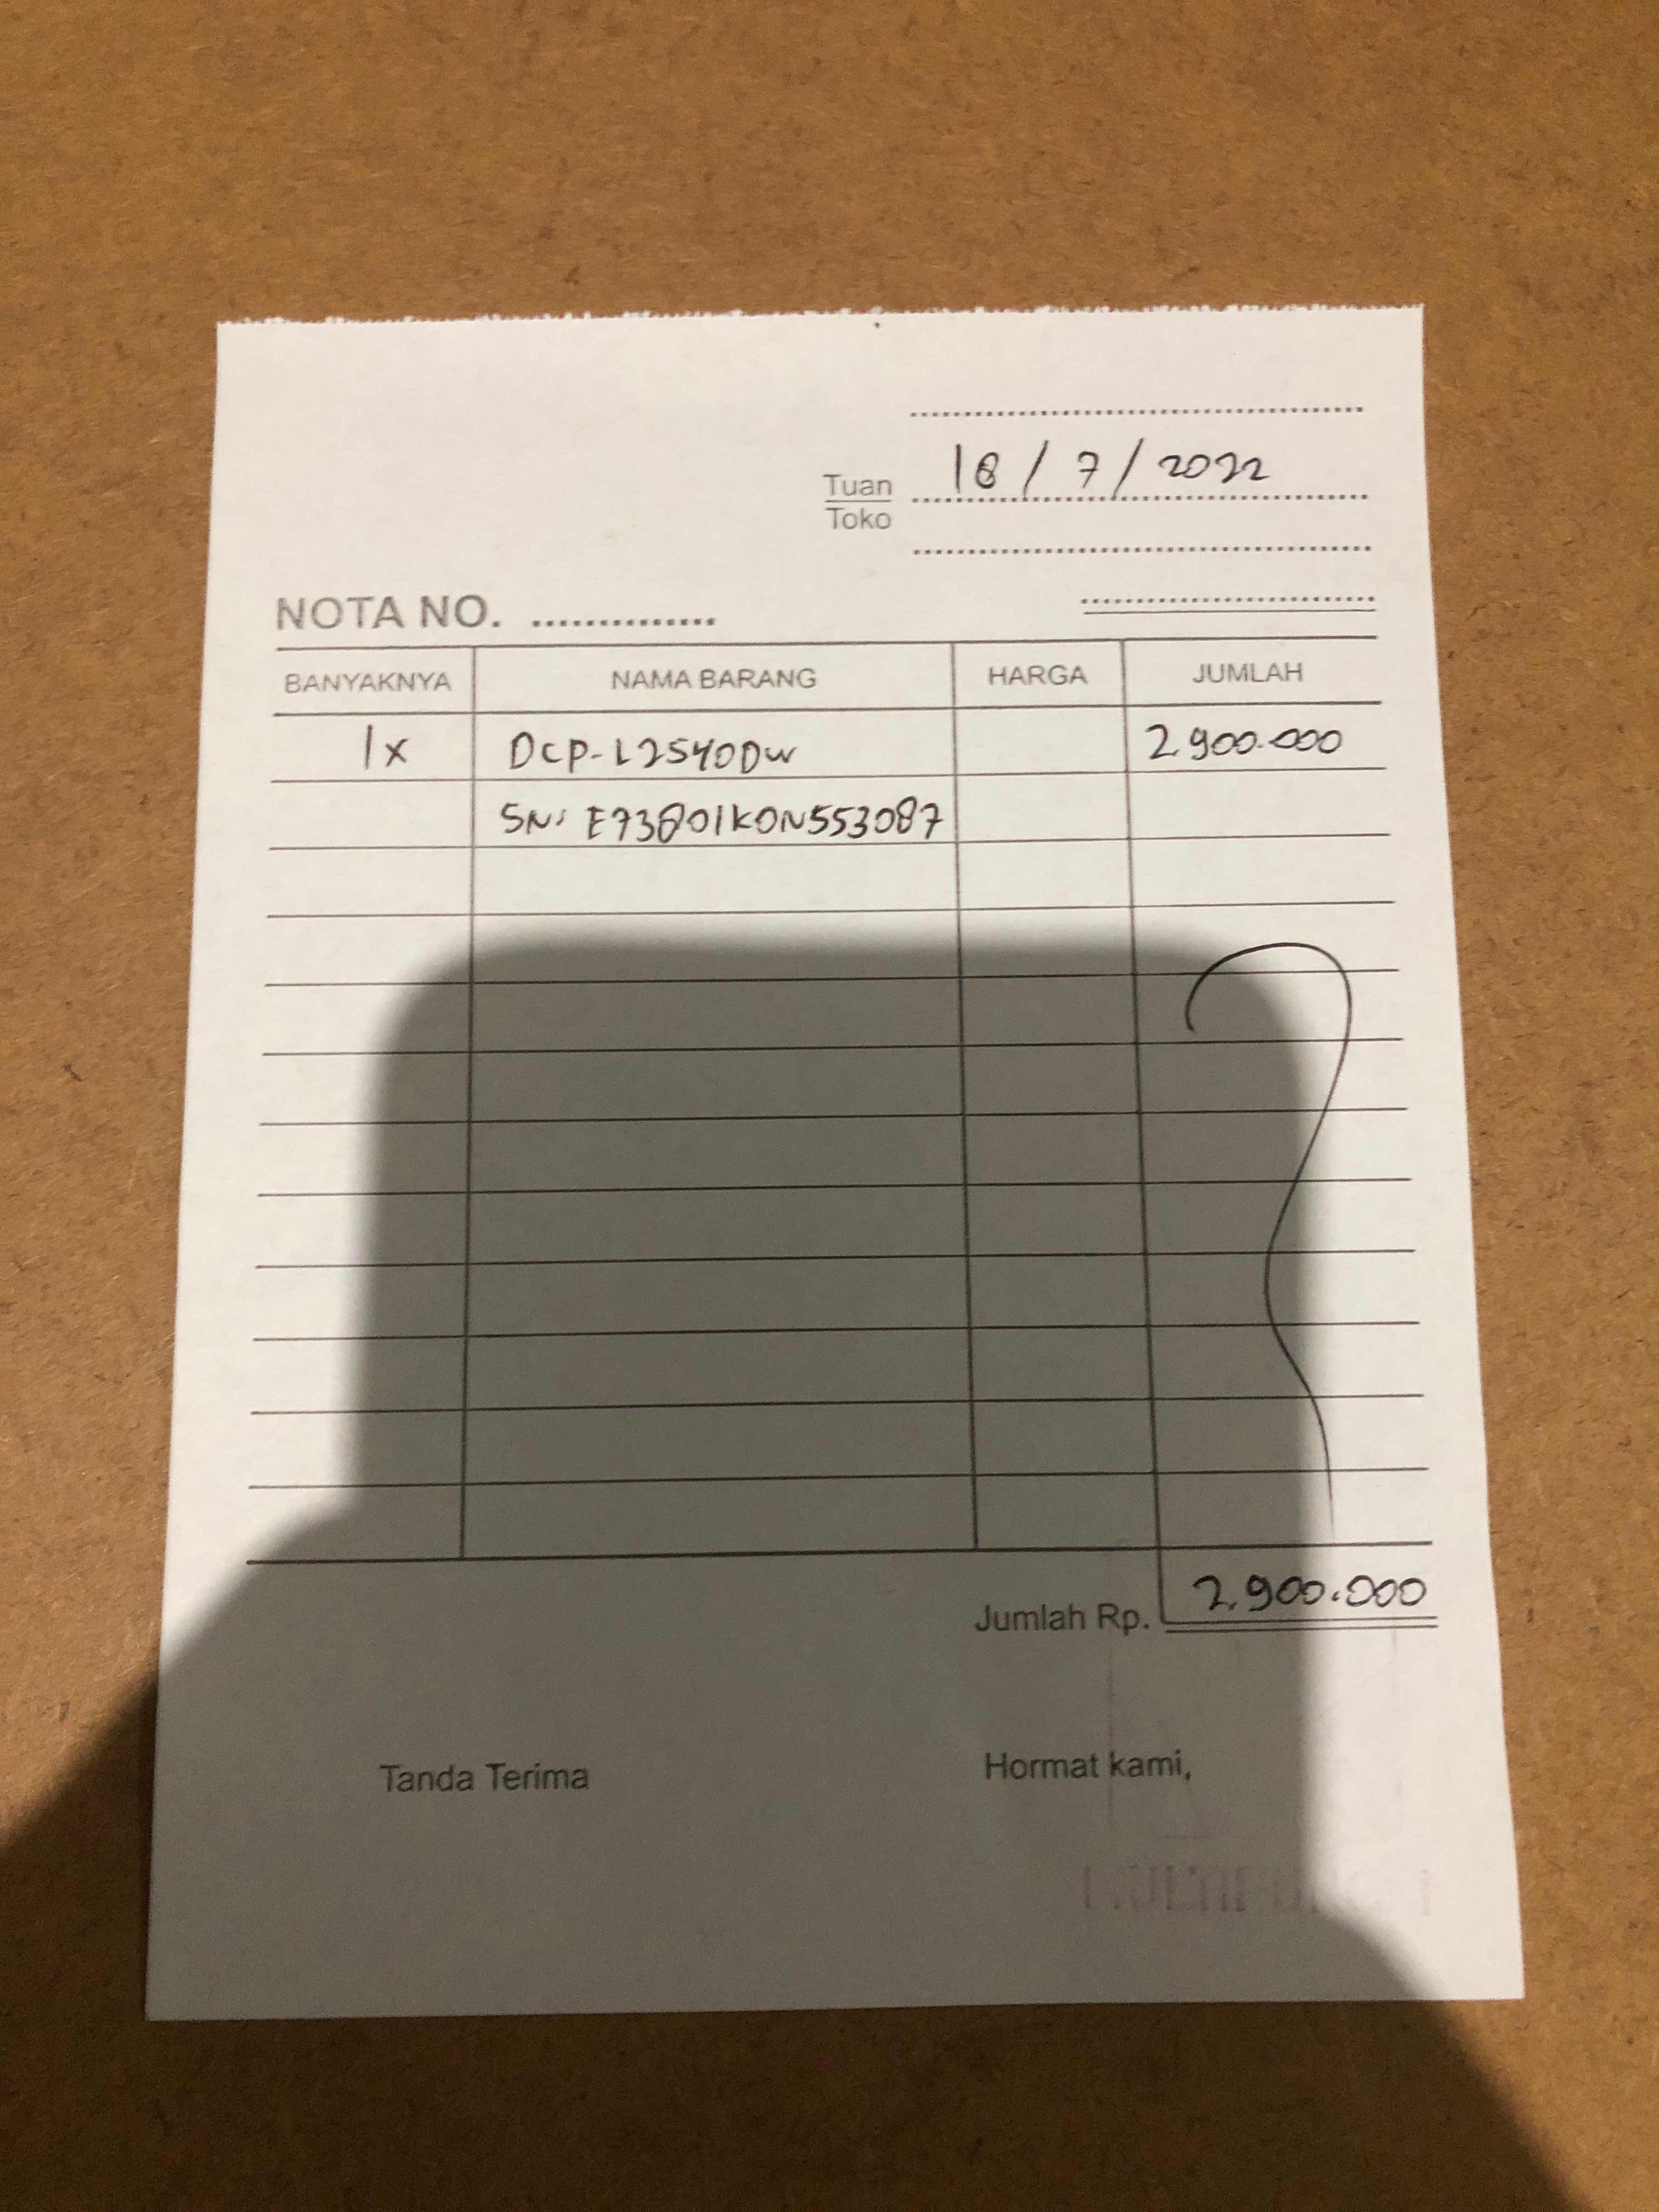 18/7/2022
Tuan
Toko
NOTA NO. ..............
BANYAKNYA NAMA BARANG HARGA JUMLAH
1x DCP-L2540DW 2.900.000
SN: E73801K0N553087
Jumlah Rp. 2.900.000
Tanda Terima Hormat kami,